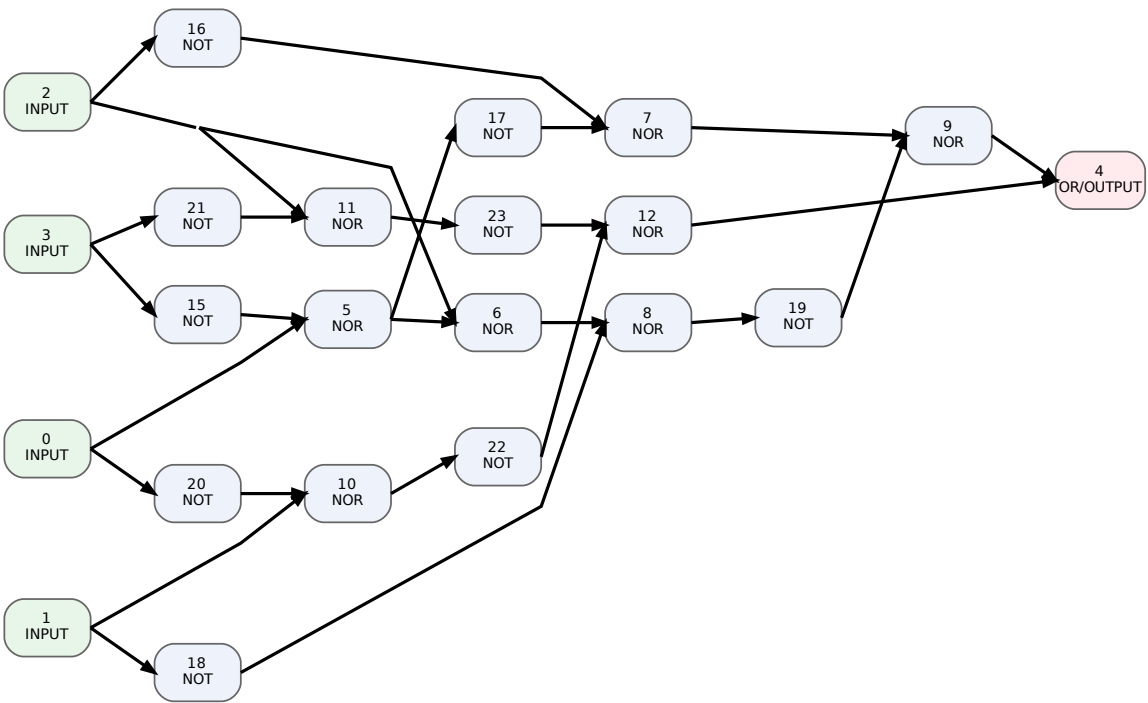 16
NOT
2
INPUT
17
NOT
7
NOR
9
NOR
4
OR/OUTPUT
21
NOT
11
NOR
23
NOT
12
NOR
3
INPUT
15
NOT
5
NOR
6
NOR
8
NOR
19
NOT
0
INPUT
20
NOT
10
NOR
22
NOT
1
INPUT
18
NOT